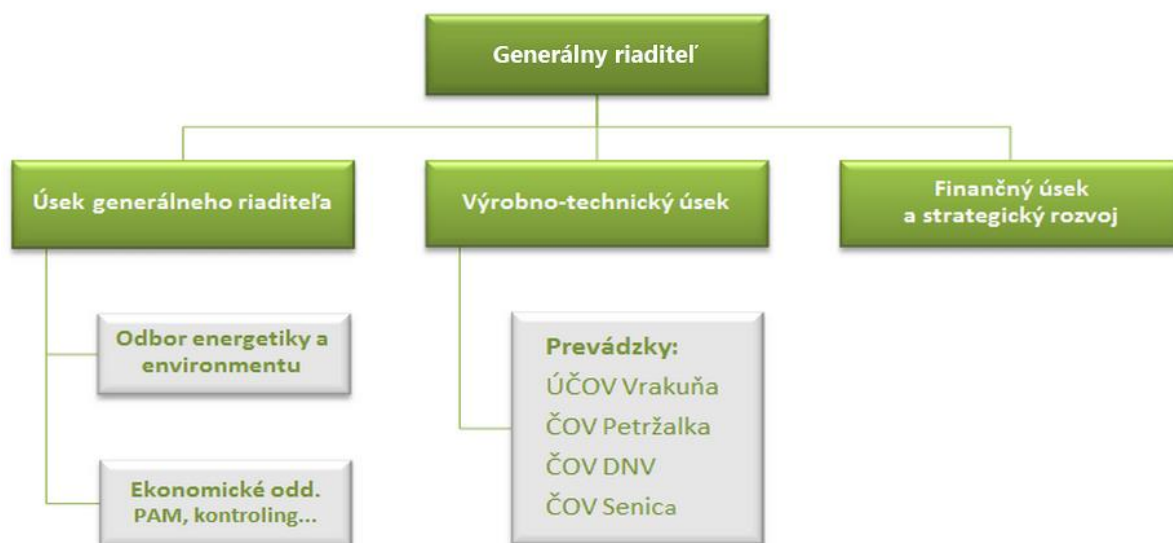 Generálny riaditeľ
Úsek generálneho riaditeľa
Výrobno-technický úsek
Finančný úsek
a strategický rozvoj
Odbor energetiky a
environmentu
Ekonomické odd.
PAM, kontroling...
Prevádzky:
ÚČOV Vrakuňa
ČOV Petržalka
ČOV DNV
ČOV Senica